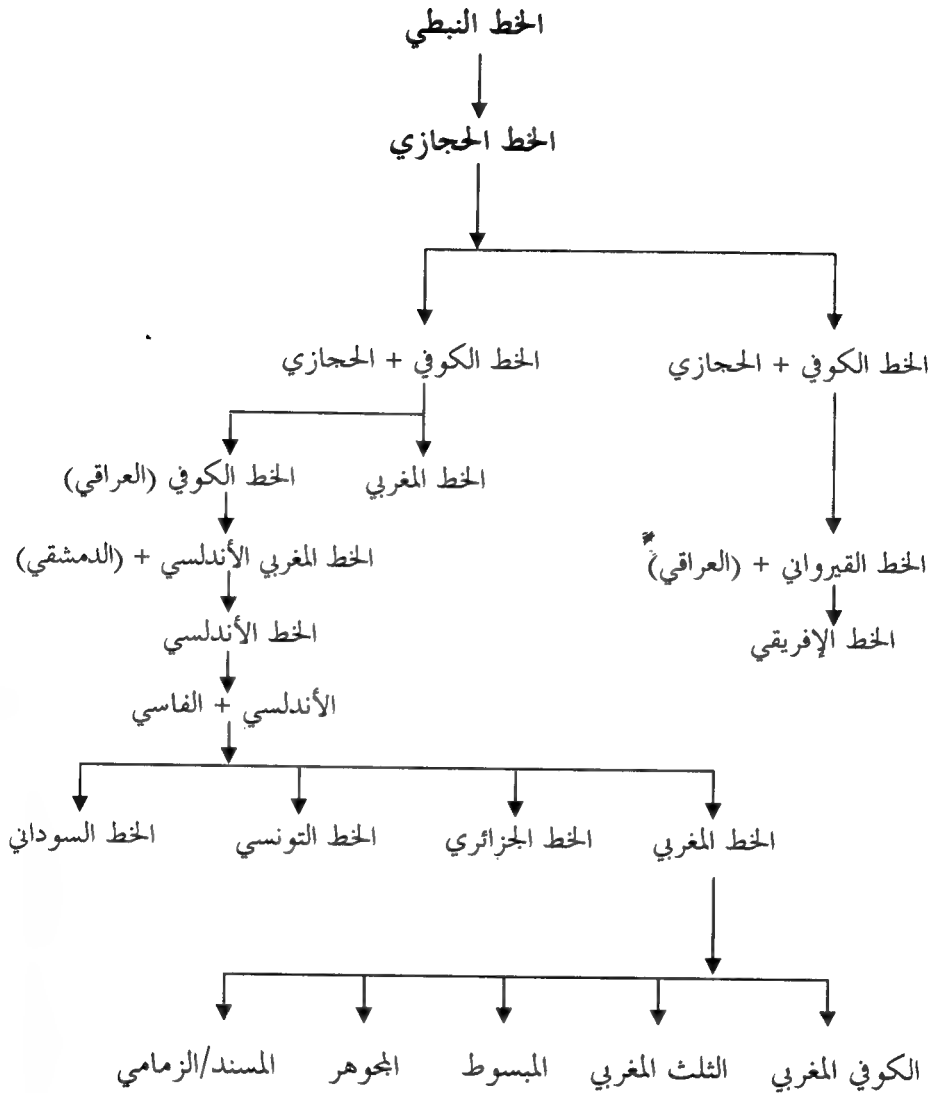 الخط النبطي
الخط الحجازي
الخط الكوفي + الحجازي
الخط الكوفي + الحجازي
الخط المغربي
الخط الكوفي (العراقي)
الخط القيرواني + (العراقي)
الخط المغربي الأندلسي + (الدمشقي)
الخط الإفريقي
الخط الأندلسي
الأندلسي + الفاسي
الخط المغربي
الخط الجزائري
الخط التونسي
الخط السوداني
الكوفي المغربي
الثلث المغربي
المبسوط
المجوهر
المسند/الزمامي